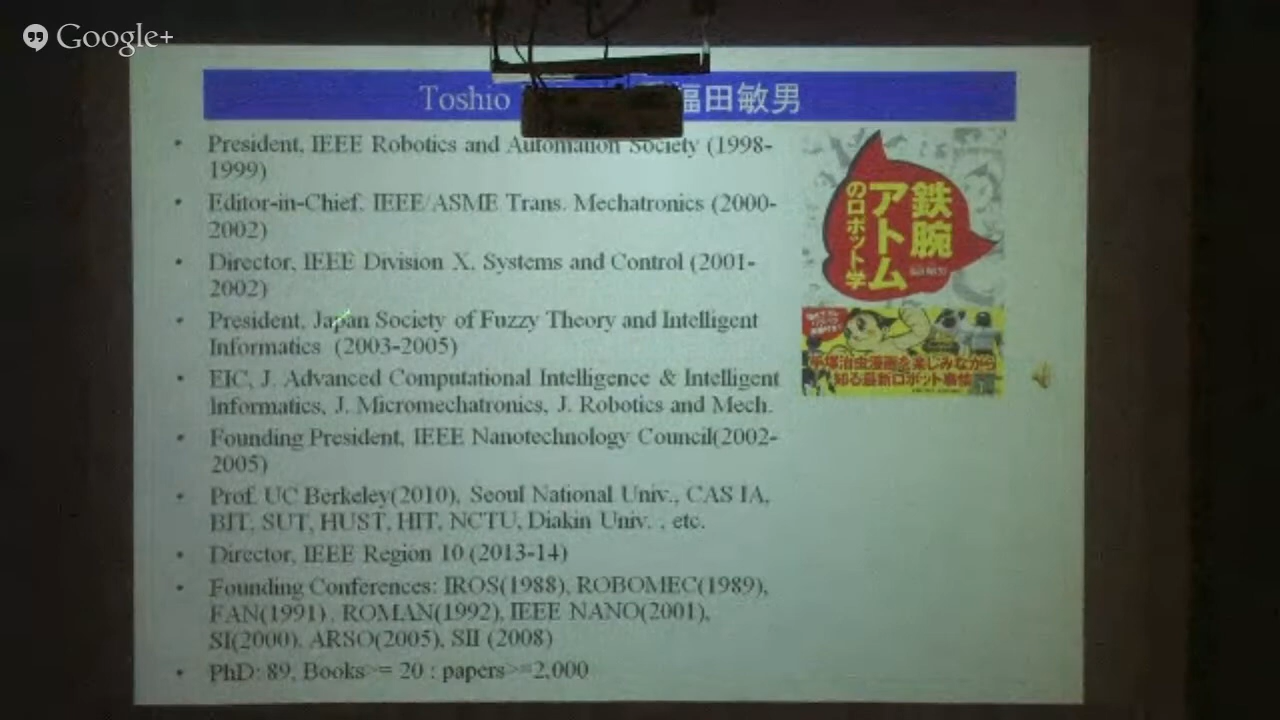 Google+
Toshio 福田敏男
• President, IEEE Robotics and Automation Society (1998-
1999)
• Editor-in-Chief. IEEE/ASME Trans. Mechatronics (2000-
2002)
• Director, IEEE Division X, Systems and Control (2001-
2002)
• President, Japan Society of Fuzzy Theory and Intelligent
Informatics (2003-2005)
• EIC, J. Advanced Computational Intelligence & Intelligent
Informatics, J. Micromechatronics, J. Robotics and Mech.
• Founding President, IEEE Nanotechnology Council(2002-
2005)
• Prof. UC Berkeley(2010), Seoul National Univ., CAS IA,
BIT, SUT, HUST, HIT, NCTU, Diakin Univ. , etc.
• Director, IEEE Region 10 (2013-14)
• Founding Conferences: IROS(1988), ROBOMEC(1989),
FAN(1991), ROMAN(1992), IEEE NANO(2001),
SI(2000), ARSO(2005), SII (2008)
• PhD: 89, Books>= 20 : papers>=2,000
鉄腕
アトム
のロボット学
手塚治虫漫画を楽しみながら
知る最新ロボット事情